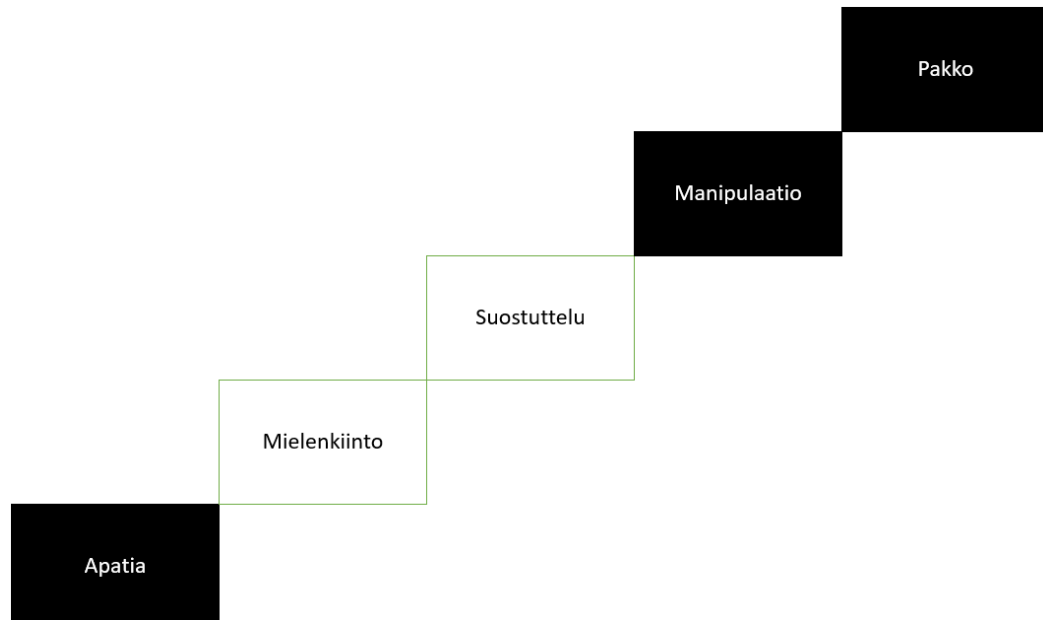 Pakko
Manipulaatio
Suostuttelu
Mielenkiinto
Apatia